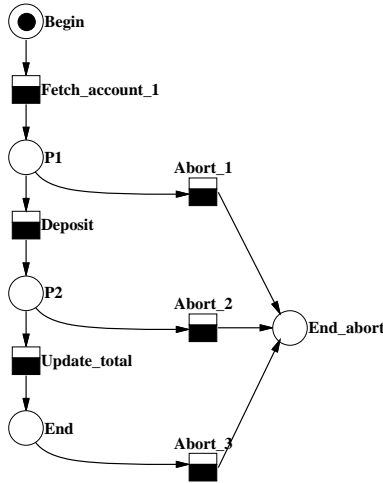 Begin
Fetch_account_1
P1
Abort_1
Deposit
P2
Abort_2
End_abort
Update_total
End
Abort_3